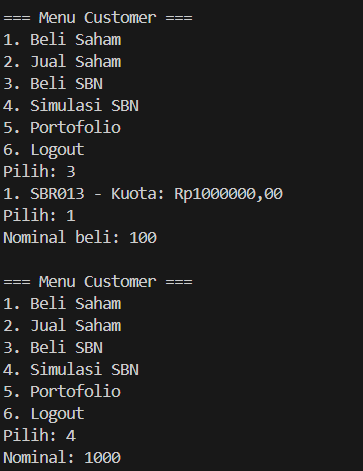 === Menu Customer ===
1. Beli Saham
2. Jual Saham
3. Beli SBN
4. Simulasi SBN
5. Portofolio
6. Logout
Pilih: 3
1. SBR013 - Kuota: Rp1000000,00
Pilih: 1
Nominal beli: 100

=== Menu Customer ===
1. Beli Saham
2. Jual Saham
3. Beli SBN
4. Simulasi SBN
5. Portofolio
6. Logout
Pilih: 4
Nominal: 1000